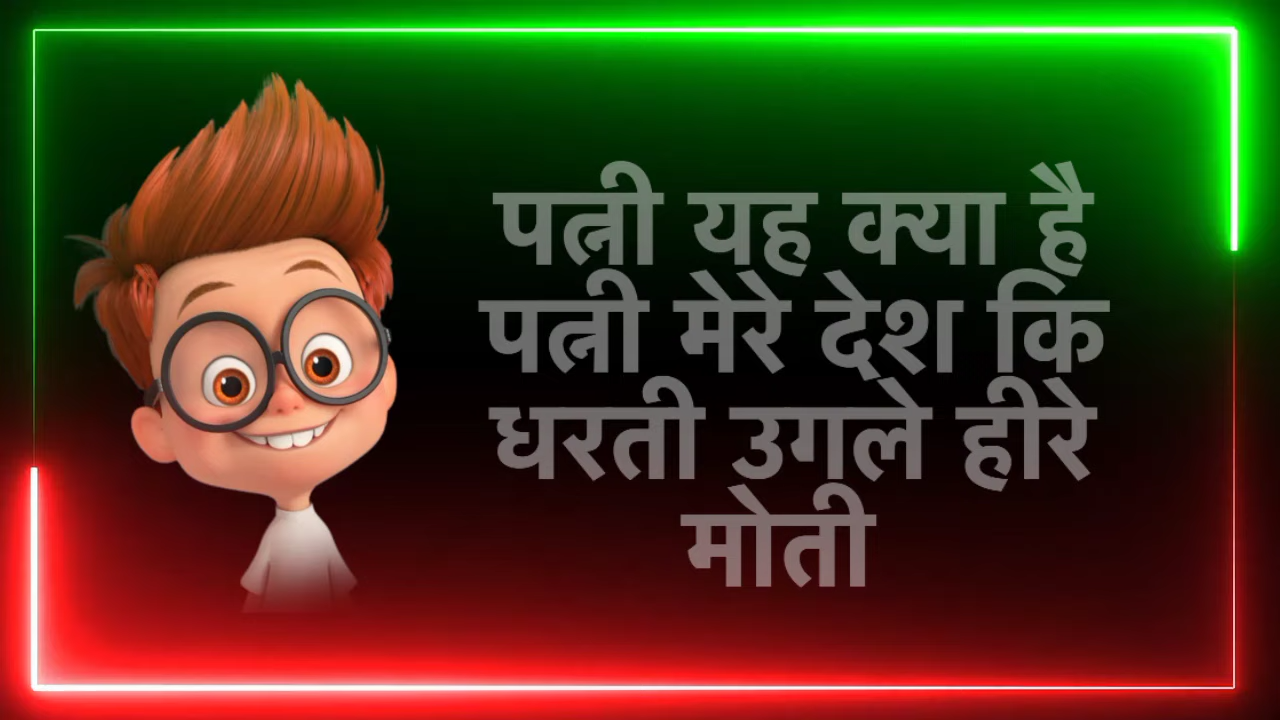 पत्नी यह क्या है
पत्नी मेरे देश कि
धरती उगले हीरे
मोती